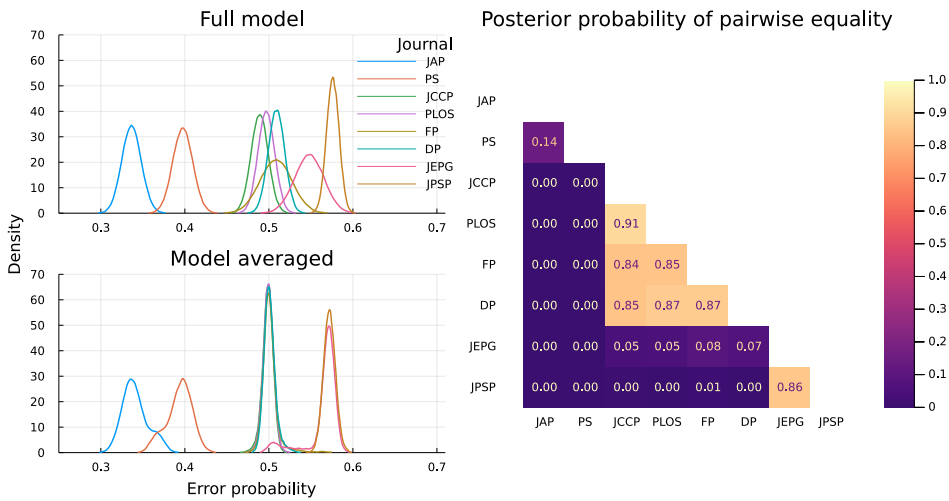 Full model
70
60
50
40
30
20
10
0
0.3 0.4 0.5 0.6 0.7
Journal
JAP
PS
JCCP
PLOS
FP
DP
JEPG
JPSP
Density
Model averaged
70
60
50
40
30
20
10
0
0.3 0.4 0.5 0.6 0.7
Error probability
Posterior probability of pairwise equality
JAP
PS 0.14
JCCP 0.00 0.00
PLOS 0.00 0.00 0.91
FP 0.00 0.00 0.84 0.85
DP 0.00 0.00 0.85 0.87 0.87
JEPG 0.00 0.00 0.05 0.05 0.08 0.07
JPSP 0.00 0.00 0.00 0.00 0.01 0.00 0.86
JAP PS JCCP PLOS FP DP JEPG JPSP
1.0
0.9
0.8
0.7
0.6
0.5
0.4
0.3
0.2
0.1
0